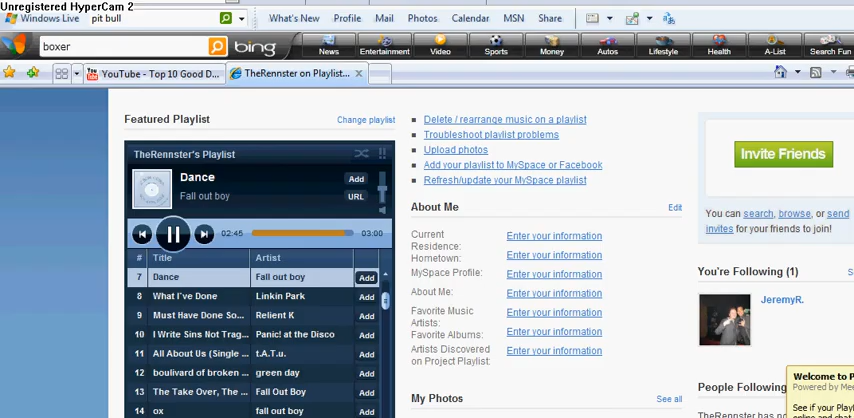 Unregistered HyperCam 2
Windows Live pit bull What's New Profile Mail Photos Calendar MSN Share
boxer bing News Entertainment Video Sports Money Autos Lifestyle Health A-List Search Fun
YouTube - Top 10 Good D... TheRennster on Playlist...
Featured Playlist Change playlist
TheRennster's Playlist
Dance Add
Fall out boy URL
02:45 03:00
# Title Artist
7 Dance Fall out boy Add
8 What I've Done Linkin Park Add
9 Must Have Done So... Relient K Add
10 I Write Sins Not Trag... Panic! at the Disco Add
11 All About Us (Single ... t.A.T.u. Add
12 boulivard of broken ... green day Add
13 The Take Over, The ... Fall Out Boy Add
14 ox fall out boy Add
Delete / rearrange music on a playlist
Troubleshoot playlist problems
Upload photos
Add your playlist to MySpace or Facebook
Refresh/update your MySpace playlist
About Me Edit
Current Residence: Enter your information
Hometown: Enter your information
MySpace Profile: Enter your information
About Me: Enter your information
Favorite Music Artists: Enter your information
Favorite Albums: Enter your information
Artists Discovered on Project Playlist: Enter your information
My Photos See all
Invite Friends
You can search, browse, or send
invites for your friends to join!
You're Following (1) S
JeremyR.
People Following
TheRennster has no
Welcome to P
Powered by Mee
See if your Playl
online and chat